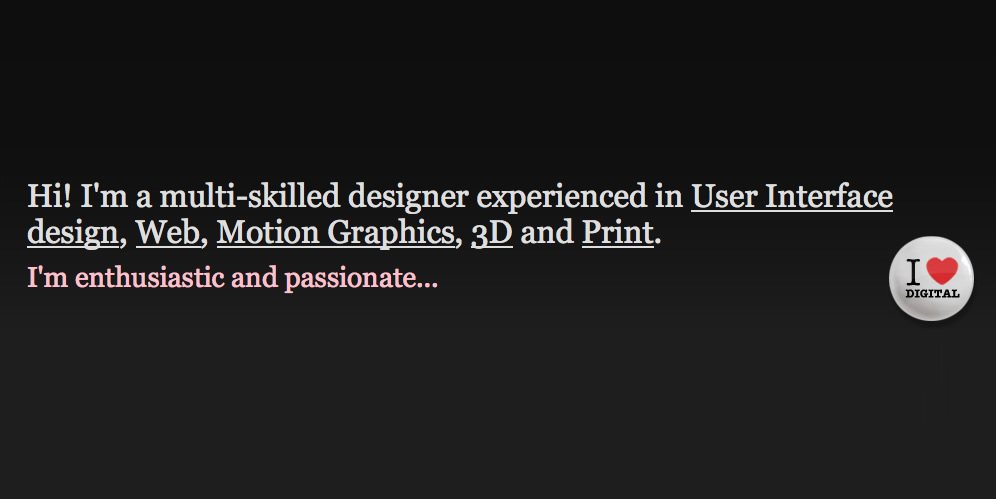 Hi! I'm a multi-skilled designer experienced in User Interface
design, Web, Motion Graphics, 3D and Print.
I'm enthusiastic and passionate...
I
DIGITAL